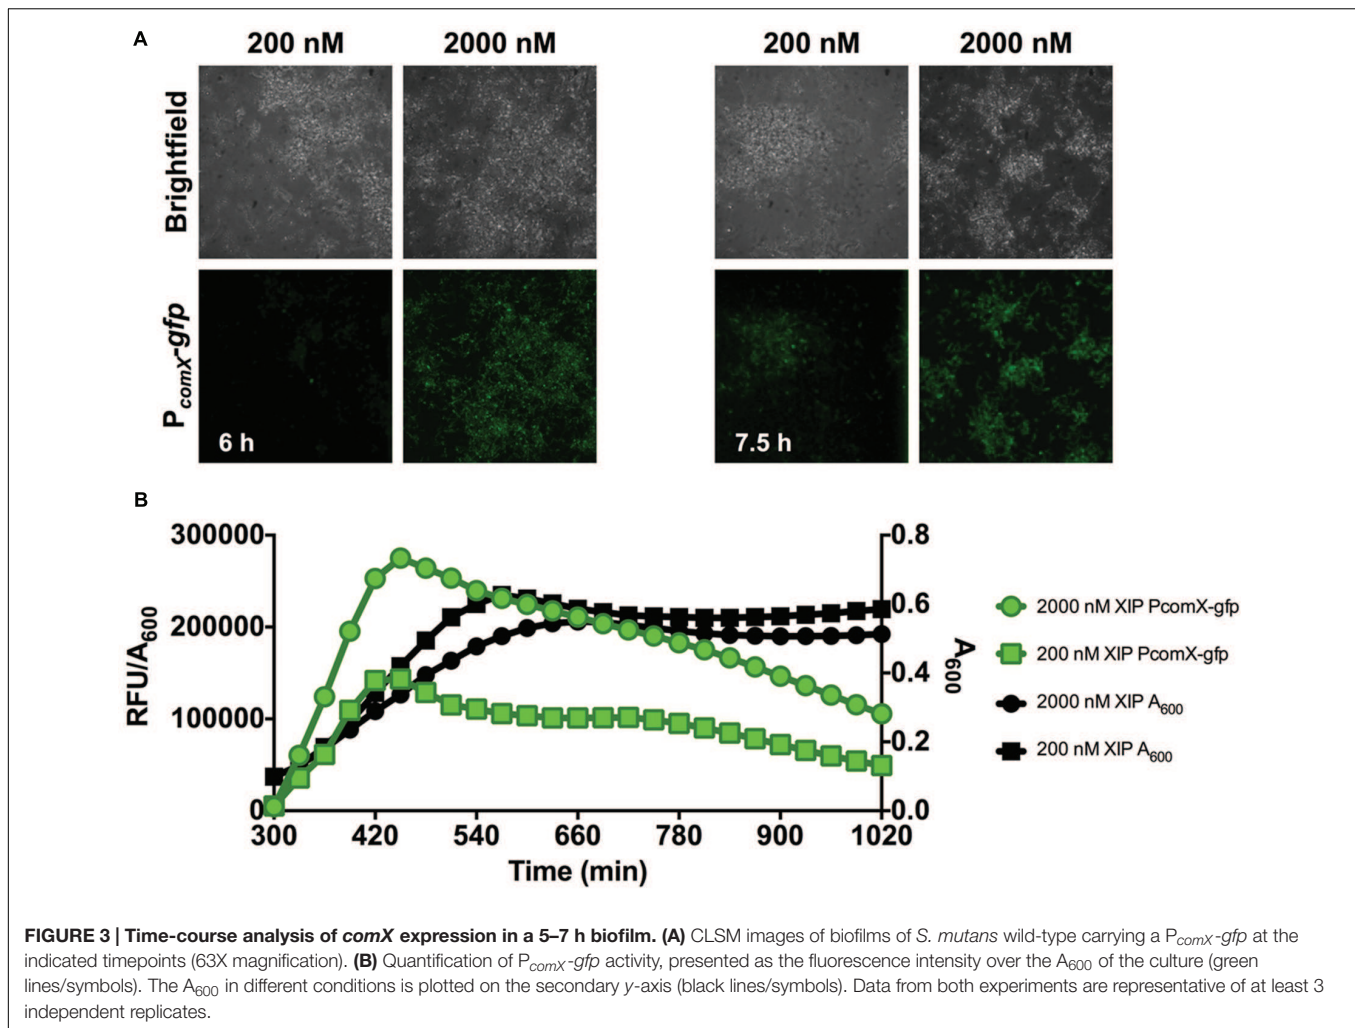 A
200 nM 2000 nM 200 nM 2000 nM
Brightfield
PcomX-gfp
6 h 7.5 h
B
300000 0.8
200000 0.6
0.4
100000 0.2
0 0.0
RFU/A600
A600
300 420 540 660 780 900 1020
Time (min)
2000 nM XIP PcomX-gfp
200 nM XIP PcomX-gfp
2000 nM XIP A600
200 nM XIP A600
FIGURE 3 | Time-course analysis of comX expression in a 5–7 h biofilm. (A) CLSM images of biofilms of S. mutans wild-type carrying a PcomX-gfp at the
indicated timepoints (63X magnification). (B) Quantification of PcomX-gfp activity, presented as the fluorescence intensity over the A600 of the culture (green
lines/symbols). The A600 in different conditions is plotted on the secondary y-axis (black lines/symbols). Data from both experiments are representative of at least 3
independent replicates.